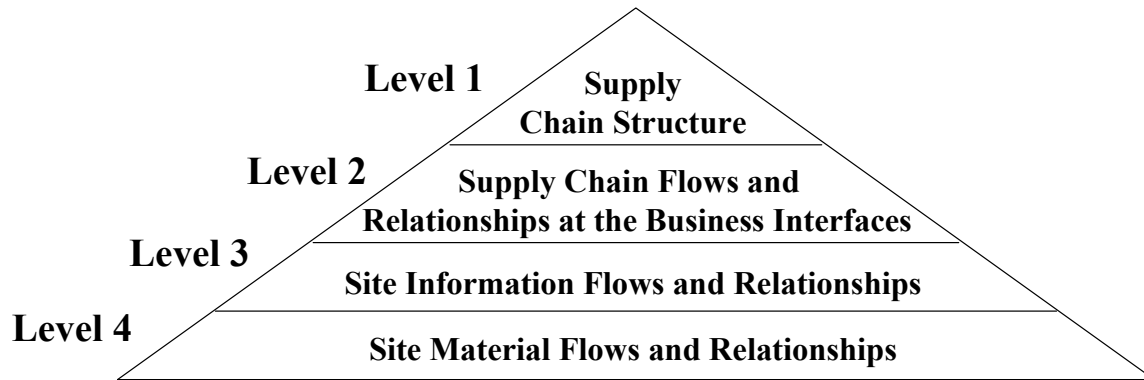 Level 1
Supply
Chain Structure
Level 2
Supply Chain Flows and
Relationships at the Business Interfaces
Level 3
Site Information Flows and Relationships
Level 4
Site Material Flows and Relationships